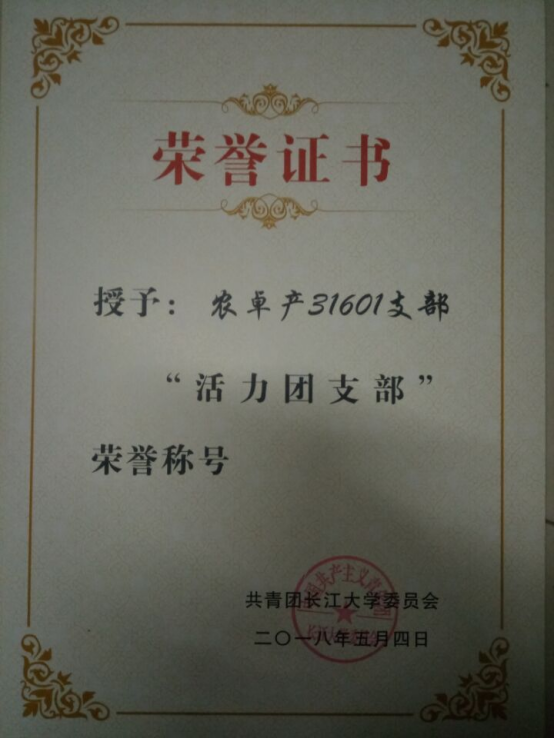 荣誉证书
授予：农卓产31601支部
“活力团支部”
荣誉称号
共青团长江大学委员会
二〇一八年五月四日